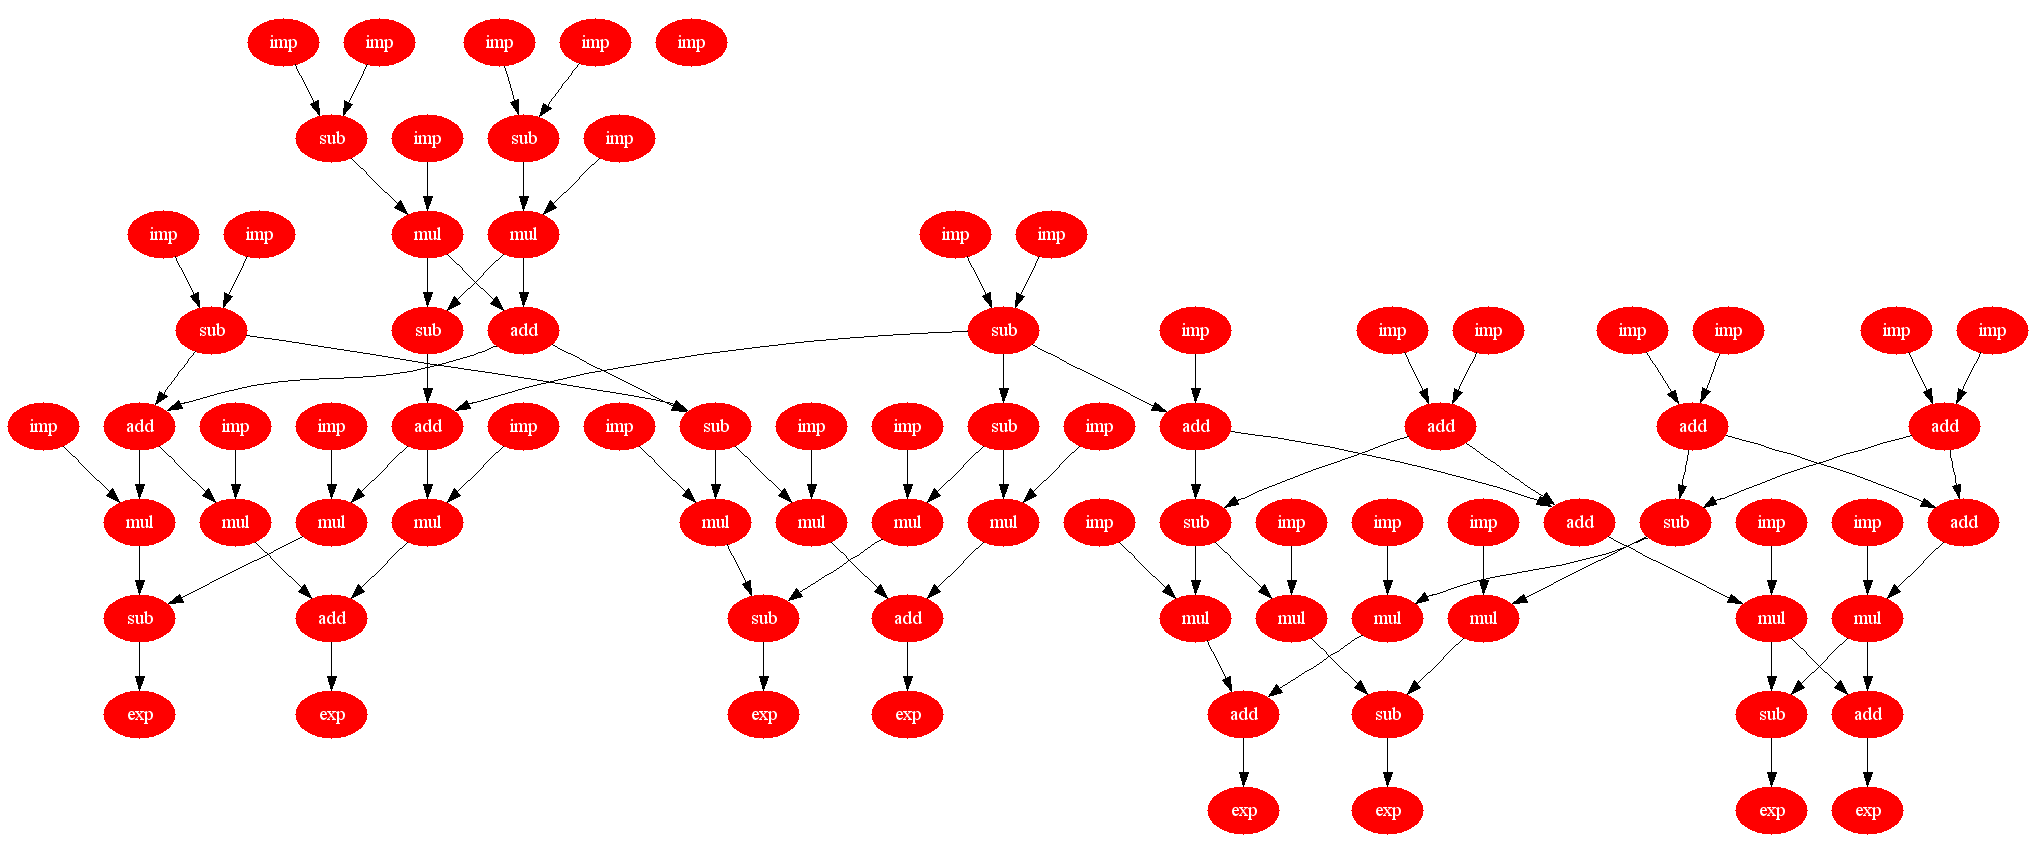 imp imp imp imp imp
sub imp sub imp
imp imp mul mul imp imp
sub sub add sub imp imp imp imp imp imp imp
imp add imp imp add imp imp sub imp imp sub imp add add add add
mul mul mul mul mul mul mul mul imp sub imp imp imp add sub imp imp add
sub add sub add mul mul mul mul mul mul
exp exp exp exp add sub sub add
exp exp exp exp